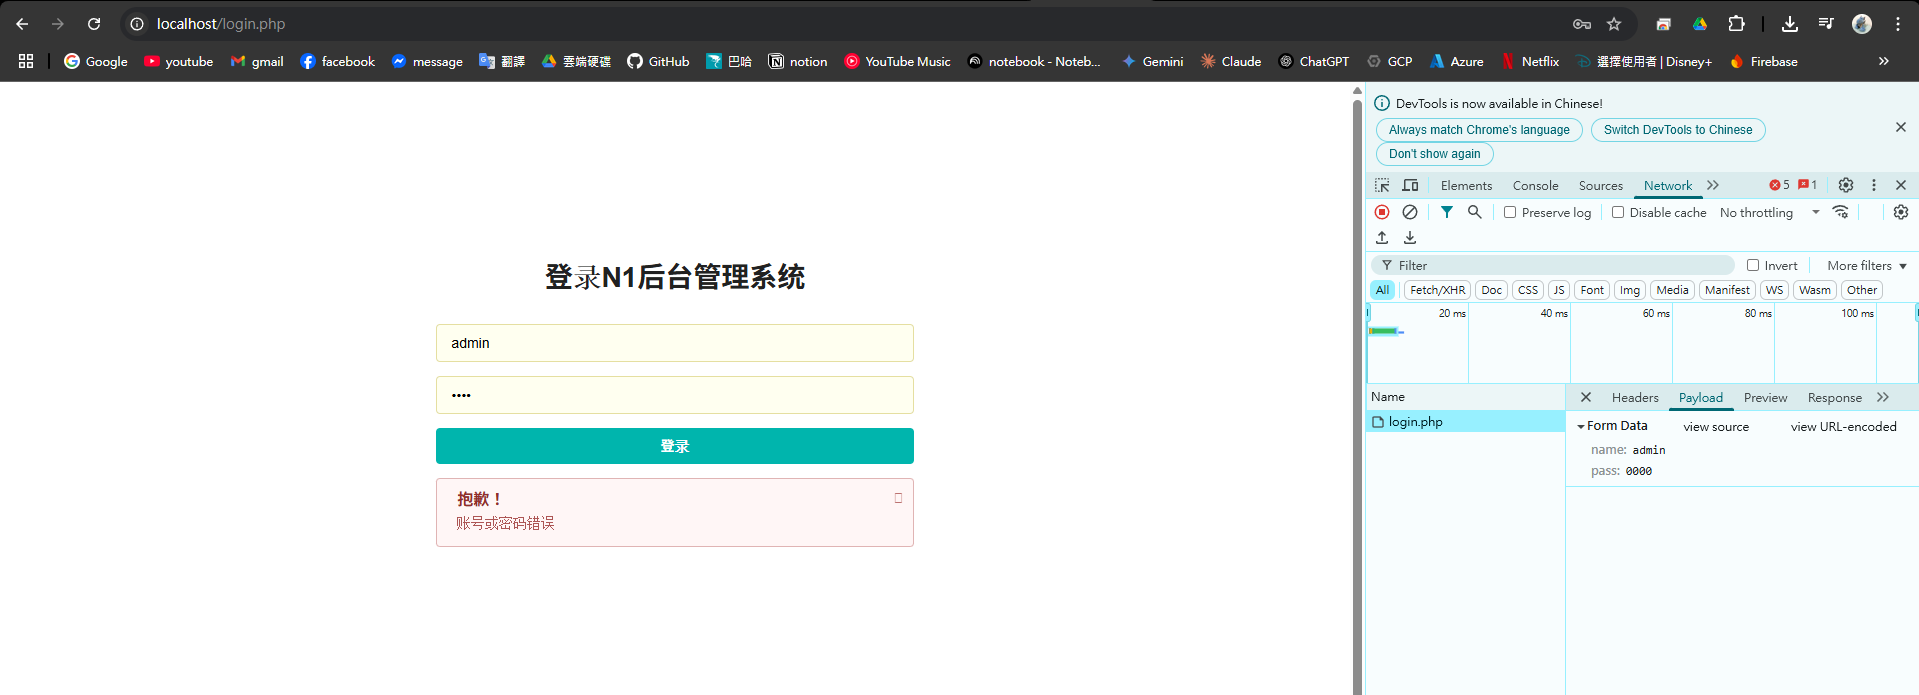 localhost/login.php
Google youtube gmail facebook message 翻譯 雲端硬碟 GitHub 巴哈 notion YouTube Music notebook - Noteb... Gemini Claude ChatGPT GCP Azure Netflix 選擇使用者 | Disney+ Firebase
登录N1后台管理系统
admin
••••
登录
抱歉！
账号或密码错误
DevTools is now available in Chinese!
Always match Chrome's language Switch DevTools to Chinese
Don't show again
Elements Console Sources Network 5 1
Preserve log Disable cache No throttling
Filter Invert More filters
All Fetch/XHR Doc CSS JS Font Img Media Manifest WS Wasm Other
20 ms 40 ms 60 ms 80 ms 100 ms
Name
login.php
Headers Payload Preview Response
Form Data view source view URL-encoded
name: admin
pass: 0000